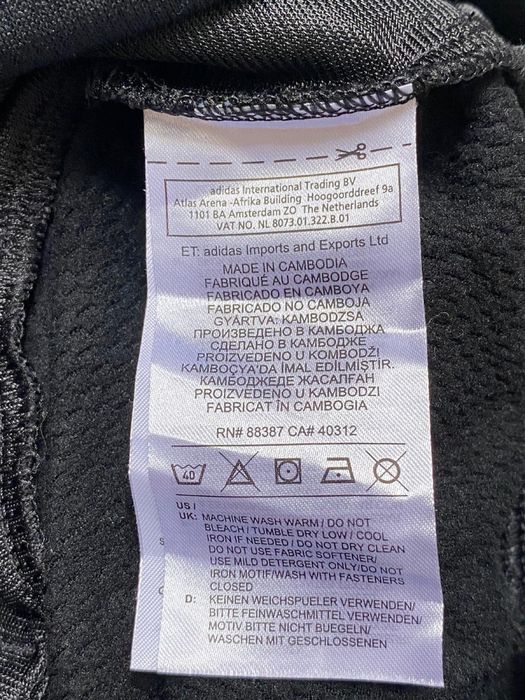 adidas International Trading BV
Atlas Arena -Afrika Building Hoogoorddreef 9a
1101 BA Amsterdam ZO The Netherlands
VAT NO. NL 8073.01.322.B.01
ET: adidas Imports and Exports Ltd
MADE IN CAMBODIA
FABRIQUÉ AU CAMBODGE
FABRICADO EN CAMBOYA
FABRICADO NO CAMBOJA
GYÁRTVA: KAMBODZSA
ПРОИЗВЕДЕНО В КАМБОДЖА
СДЕЛАНО В КАМБОДЖЕ
PROIZVEDENO U KOMBODŽI
KAMBOÇYA'DA İMAL EDİLMİŞTİR.
КАМБОДЖЕДЕ ЖАСАЛҒАН
PROIZVEDENO U KAMBODZI
FABRICAT ÎN CAMBOGIA
RN# 88387 CA# 40312
40
US /
UK: MACHINE WASH WARM / DO NOT
BLEACH / TUMBLE DRY LOW / COOL
IRON IF NEEDED / DO NOT DRY CLEAN
DO NOT USE FABRIC SOFTENER/
USE MILD DETERGENT ONLY/DO NOT
IRON MOTIF/WASH WITH FASTENERS
CLOSED
D: KEINEN WEICHSPUELER VERWENDEN/
BITTE FEINWASCHMITTEL VERWENDEN/
MOTIV BITTE NICHT BUEGELN/
WASCHEN MIT GESCHLOSSENEN